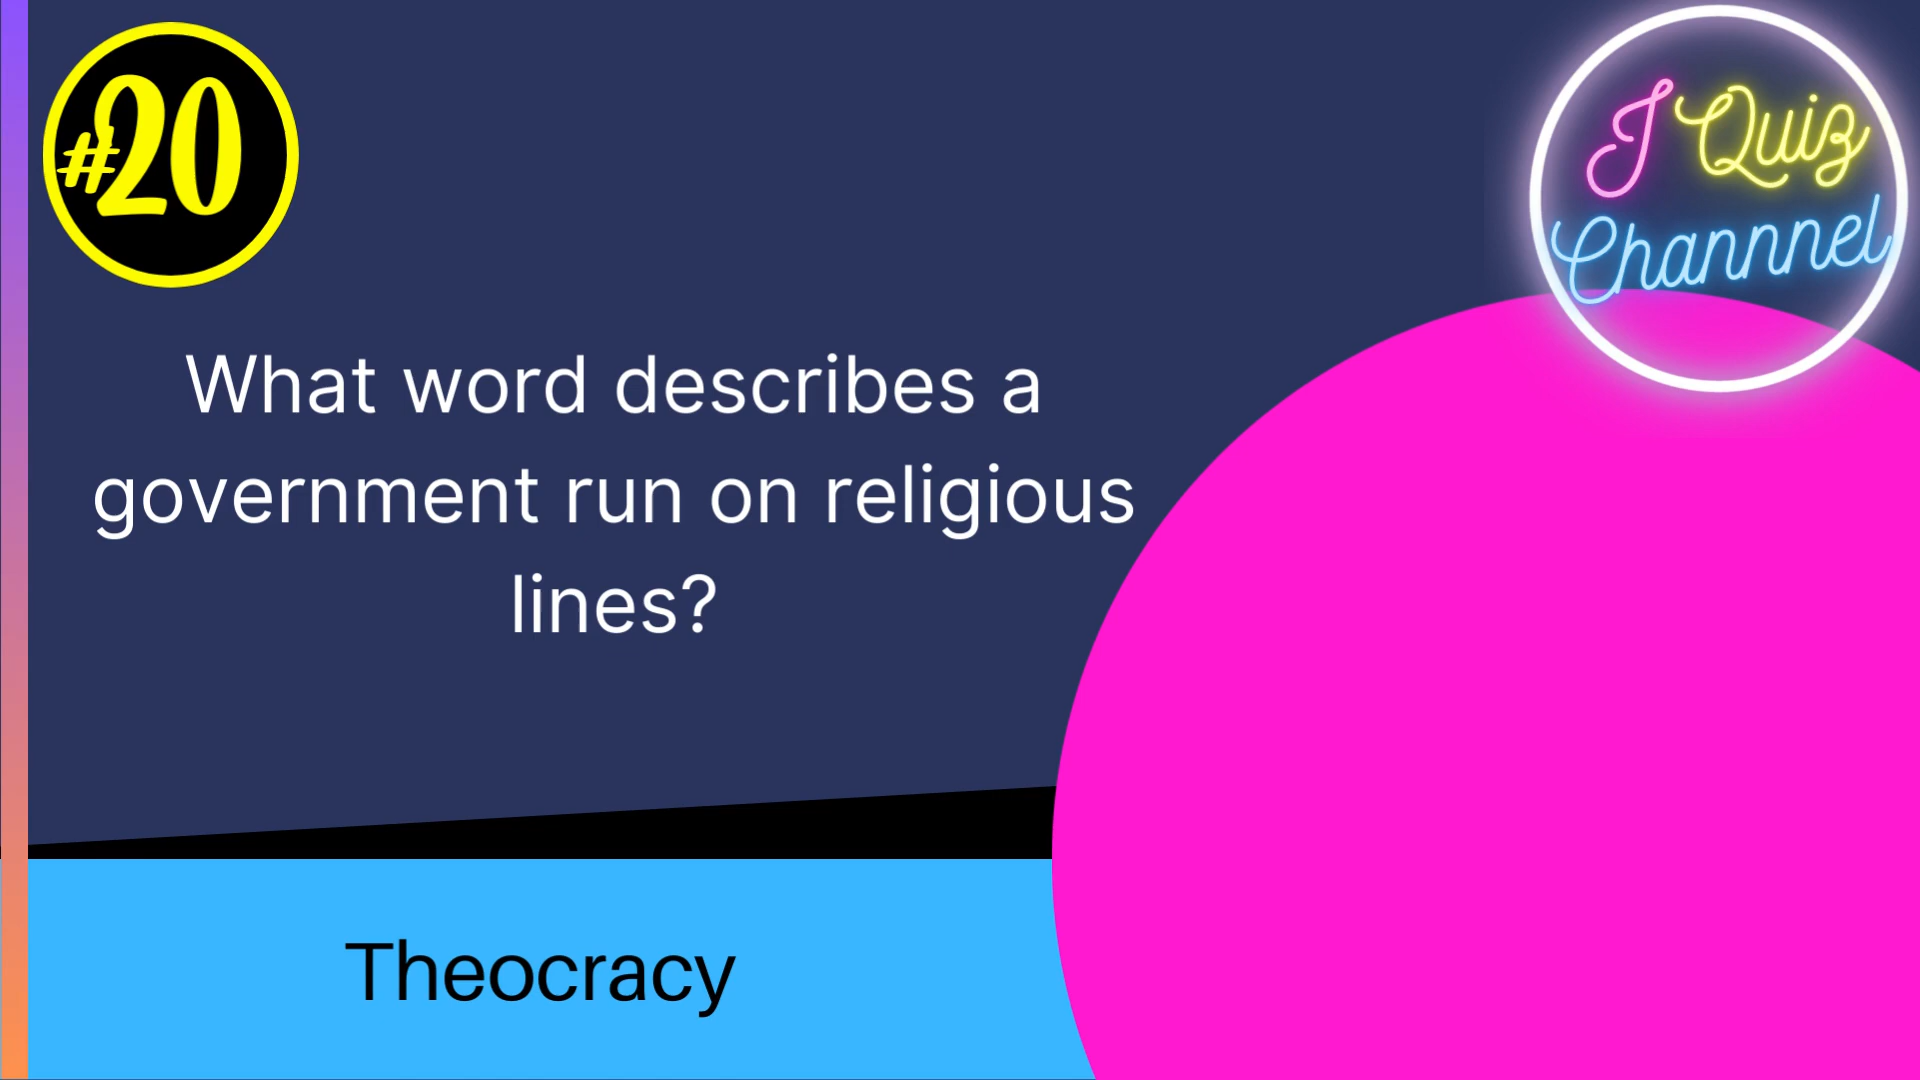 #20
J Quiz
Channnel
What word describes a
government run on religious
lines?
Theocracy